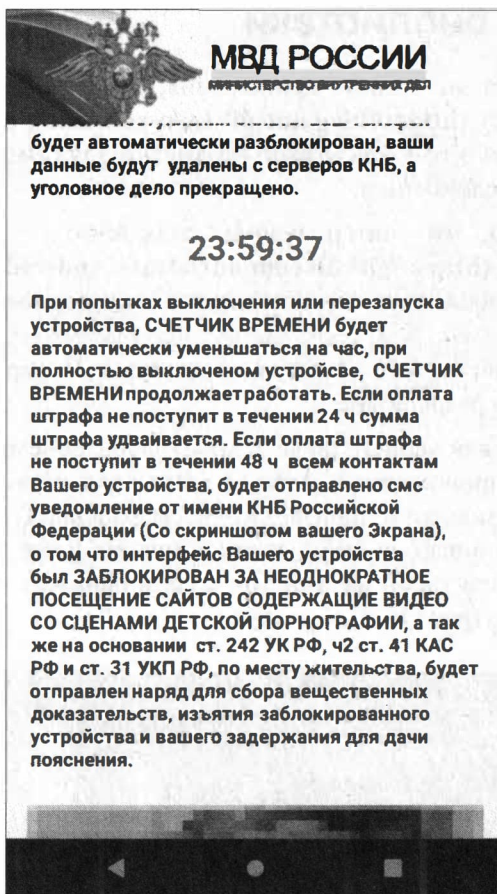 МВД РОССИИ
МИНИСТЕРСТВО ВНУТРЕННИХ ДЕЛ
будет автоматически разблокирован, ваши
данные будут удалены с серверов КНБ, а
уголовное дело прекращено.
23:59:37
При попытках выключения или перезапуска
устройства, СЧЕТЧИК ВРЕМЕНИ будет
автоматически уменьшаться на час, при
полностью выключеном устройсве, СЧЕТЧИК
ВРЕМЕНИ продолжает работать. Если оплата
штрафа не поступит в течении 24 ч сумма
штрафа удваивается. Если оплата штрафа
не поступит в течении 48 ч всем контактам
Вашего устройства, будет отправлено смс
уведомление от имени КНБ Российской
Федерации (Со скриншотом вашего Экрана),
о том что интерфейс Вашего устройства
был ЗАБЛОКИРОВАН ЗА НЕОДНОКРАТНОЕ
ПОСЕЩЕНИЕ САЙТОВ СОДЕРЖАЩИЕ ВИДЕО
СО СЦЕНАМИ ДЕТСКОЙ ПОРНОГРАФИИ, а так
же на основании ст. 242 УК РФ, ч2 ст. 41 КАС
РФ и ст. 31 УКП РФ, по месту жительства, будет
отправлен наряд для сбора вещественных
доказательств, изъятия заблокированного
устройства и вашего задержания для дачи
пояснения.